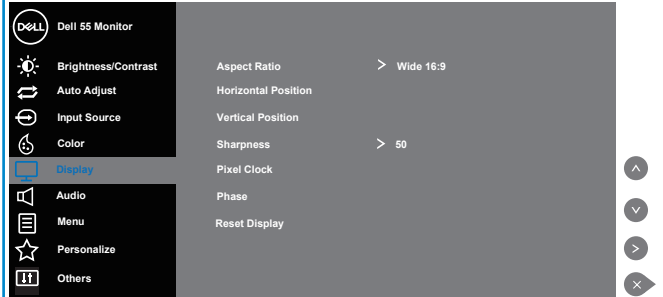 DELL Dell 55 Monitor
Brightness/Contrast
Auto Adjust
Input Source
Color
Display
Audio
Menu
Personalize
Others
Aspect Ratio > Wide 16:9
Horizontal Position
Vertical Position
Sharpness > 50
Pixel Clock
Phase
Reset Display